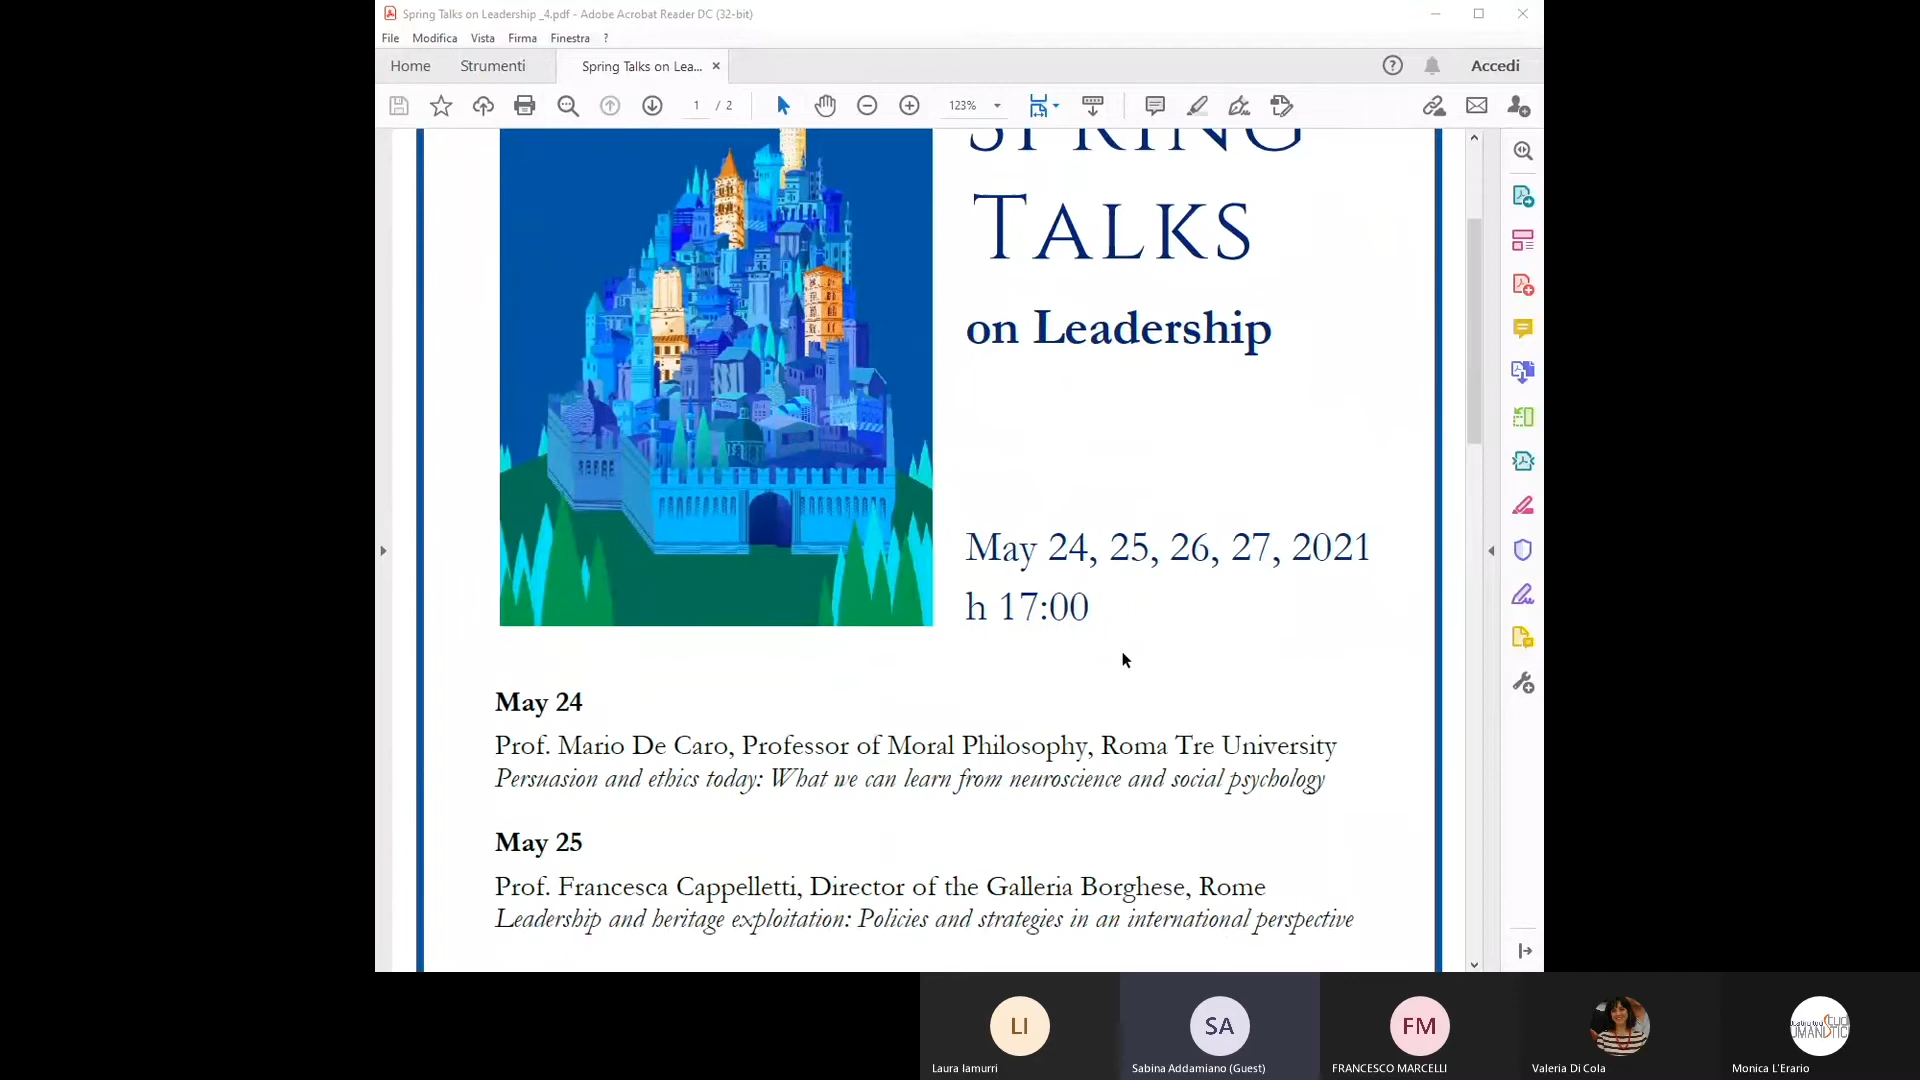 Spring Talks on Leadership _4.pdf - Adobe Acrobat Reader DC (32-bit)
File Modifica Vista Firma Finestra ?
Home Strumenti Spring Talks on Lea... × Accedi
1 / 2 123%
SPRING
TALKS
on Leadership
May 24, 25, 26, 27, 2021
h 17:00
May 24
Prof. Mario De Caro, Professor of Moral Philosophy, Roma Tre University
Persuasion and ethics today: What we can learn from neuroscience and social psychology
May 25
Prof. Francesca Cappelletti, Director of the Galleria Borghese, Rome
Leadership and heritage exploitation: Policies and strategies in an international perspective
LI SA FM
Laura Iamurri Sabina Addamiano (Guest) FRANCESCO MARCELLI Valeria Di Cola Monica L'Erario